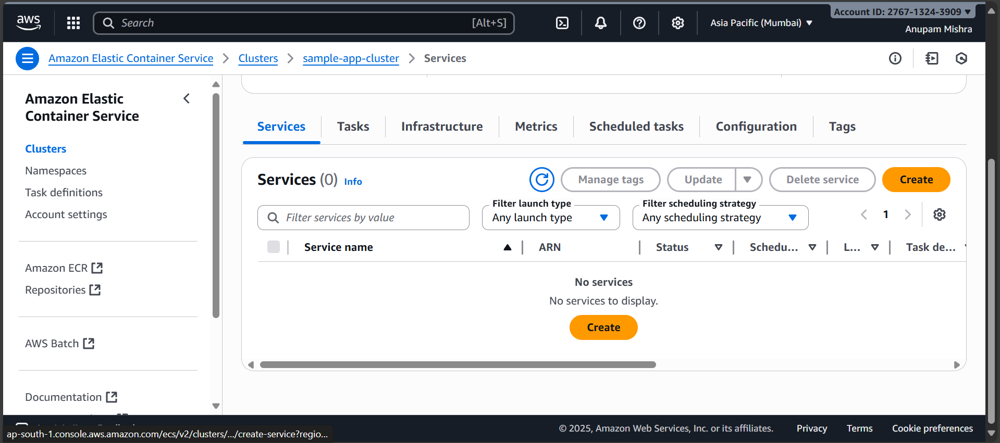 aws
Search
[Alt+S]
Asia Pacific (Mumbai)
Account ID: 2767-1324-3909
Anupam Mishra
Amazon Elastic Container Service
Clusters
sample-app-cluster
Services
Amazon Elastic
Container Service
Clusters
Namespaces
Task definitions
Account settings
Amazon ECR
Repositories
AWS Batch
Documentation
Services
Tasks
Infrastructure
Metrics
Scheduled tasks
Configuration
Tags
Services (0) Info
Manage tags
Update
Delete service
Create
Filter services by value
Filter launch type
Any launch type
Filter scheduling strategy
Any scheduling strategy
1
Service name
ARN
Status
Schedu...
L...
Task de...
No services
No services to display.
Create
ap-south-1.console.aws.amazon.com/ecs/v2/clusters/.../create-service?regio...
© 2025, Amazon Web Services, Inc. or its affiliates.
Privacy
Terms
Cookie preferences